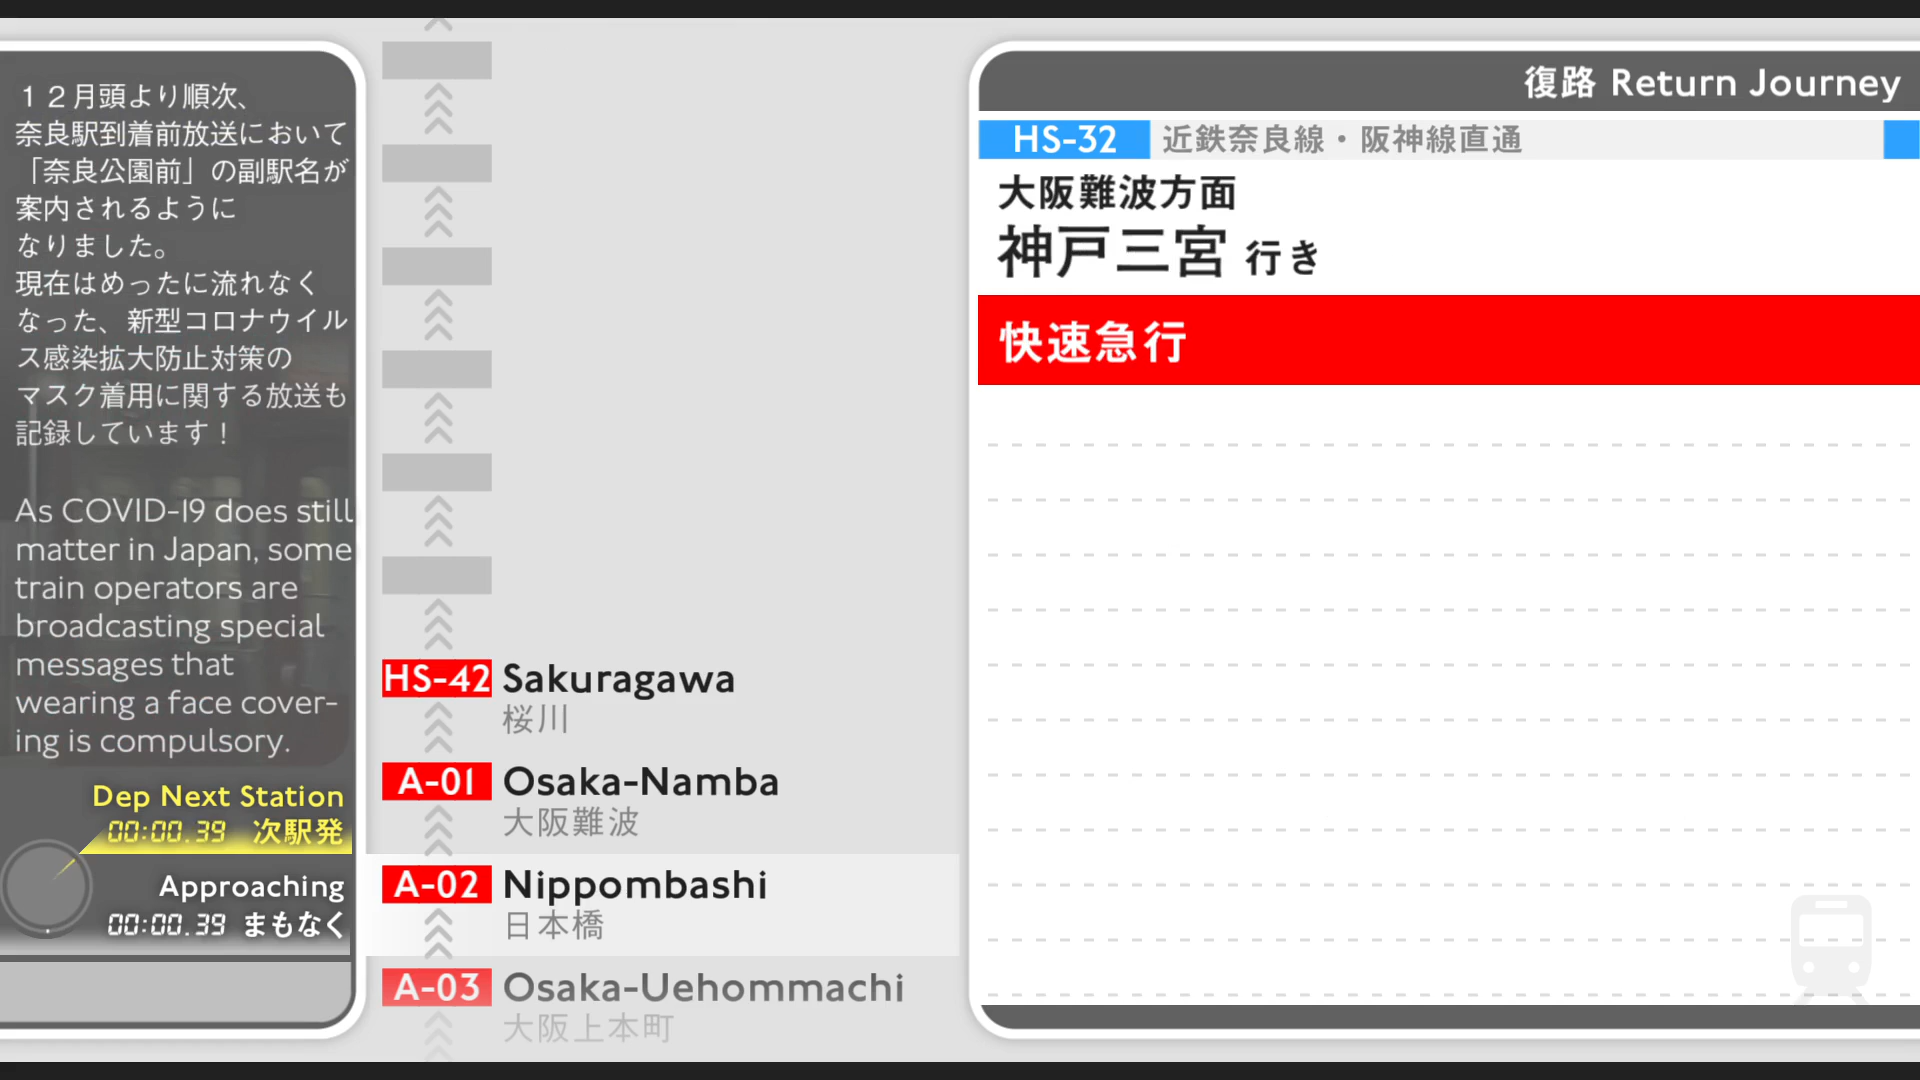 １２月頭より順次、
奈良駅到着前放送において
「奈良公園前」の副駅名が
案内されるように
なりました。
現在はめったに流れなく
なった、新型コロナウイル
ス感染拡大防止対策の
マスク着用に関する放送も
記録しています！
As COVID-19 does still
matter in Japan, some
train operators are
broadcasting special
messages that
wearing a face cover-
ing is compulsory.
Dep Next Station
00:00.39 次駅発
Approaching
00:00.39 まもなく
HS-42 Sakuragawa
桜川
A-01 Osaka-Namba
大阪難波
A-02 Nippombashi
日本橋
A-03 Osaka-Uehommachi
大阪上本町
復路 Return Journey
HS-32 近鉄奈良線・阪神線直通
大阪難波方面
神戸三宮 行き
快速急行